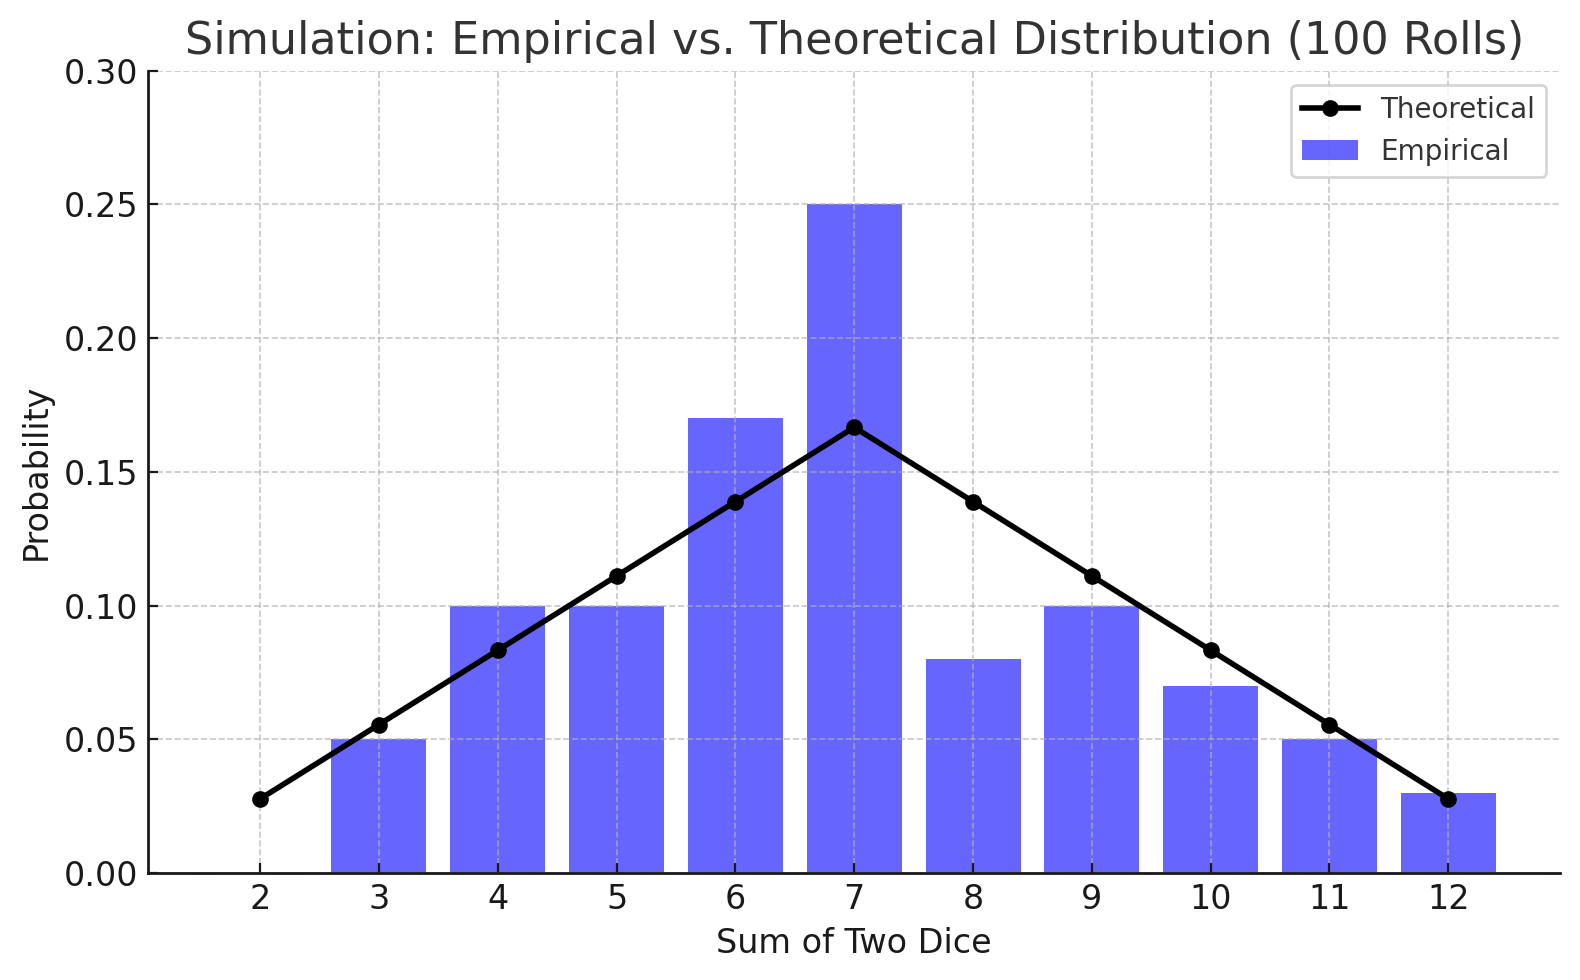 Simulation: Empirical vs. Theoretical Distribution (100 Rolls)
Theoretical
Empirical
Probability
0.30
0.25
0.20
0.15
0.10
0.05
0.00
2 3 4 5 6 7 8 9 10 11 12
Sum of Two Dice